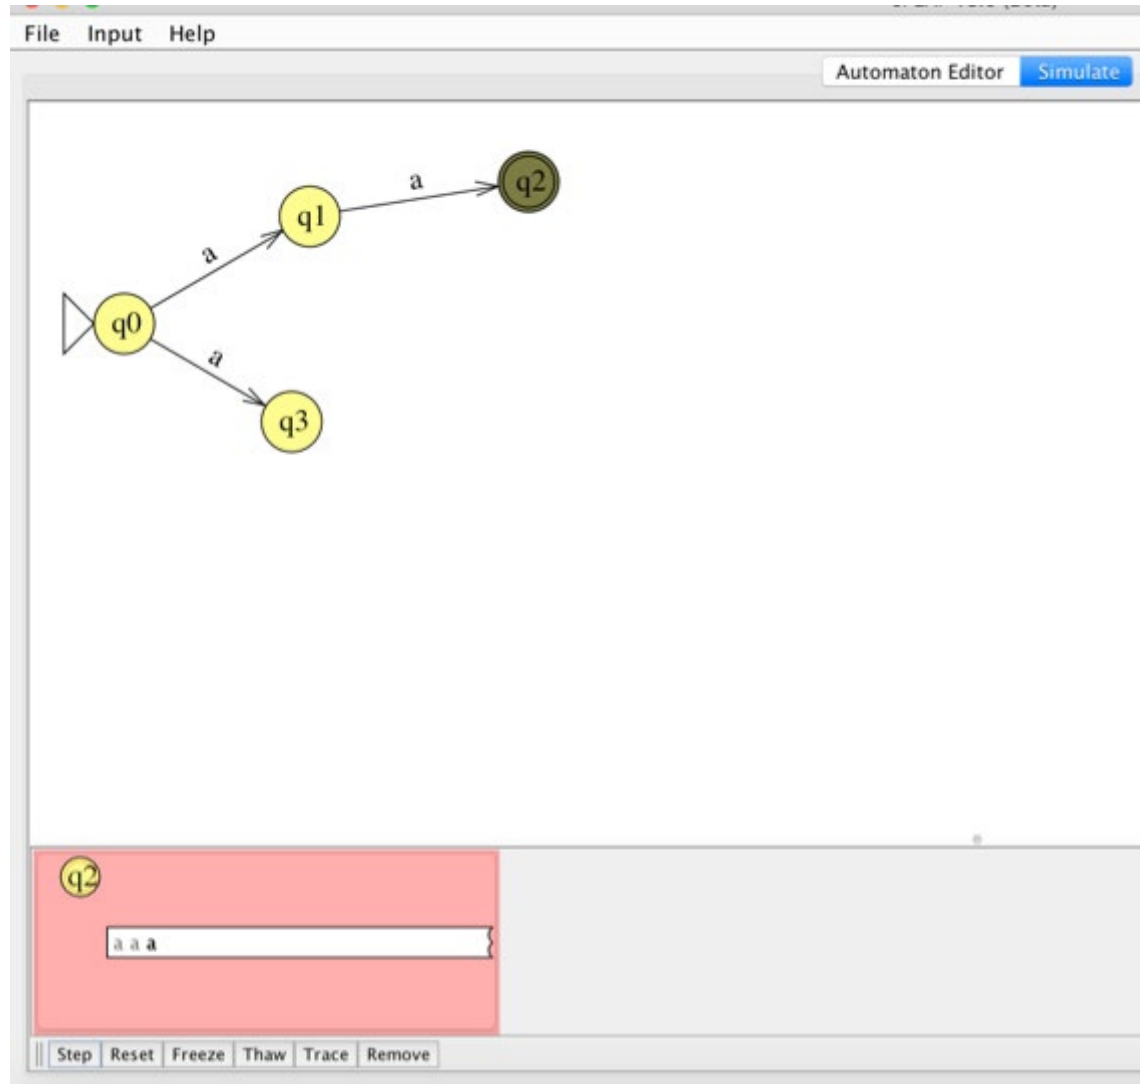 File Input Help
Automaton Editor Simulate
a
q2
q1
a
q0
a
q3
q2
a a a
Step Reset Freeze Thaw Trace Remove